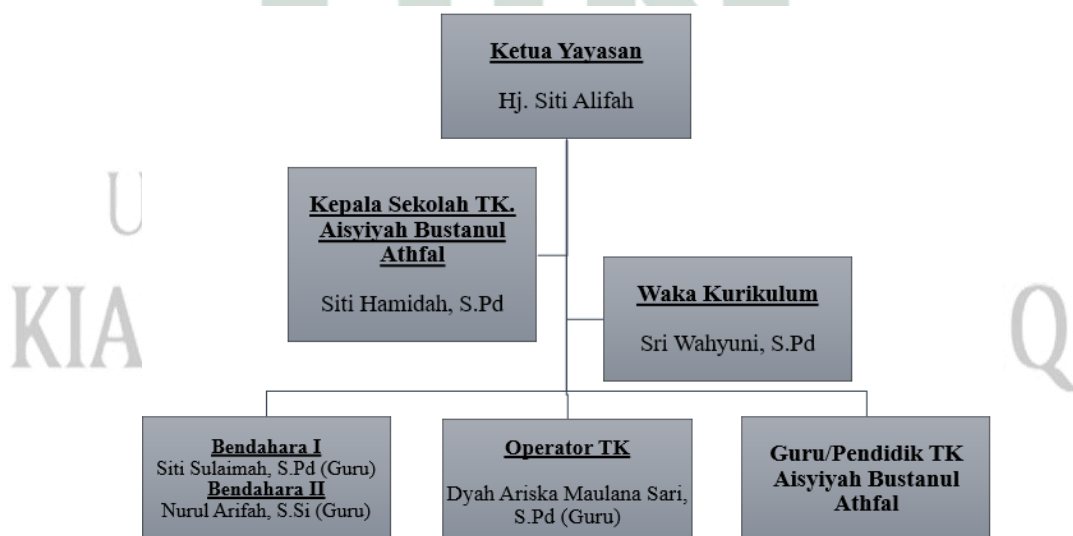 Ketua Yayasan
Hj. Siti Alifah
Kepala Sekolah TK.
Aisyiyah Bustanul
Athfal
Siti Hamidah, S.Pd
Waka Kurikulum
Sri Wahyuni, S.Pd
Bendahara I
Siti Sulaimah, S.Pd (Guru)
Bendahara II
Nurul Arifah, S.Si (Guru)
Operator TK
Dyah Ariska Maulana Sari,
S.Pd (Guru)
Guru/Pendidik TK
Aisyiyah Bustanul
Athfal
U
KIA
Q